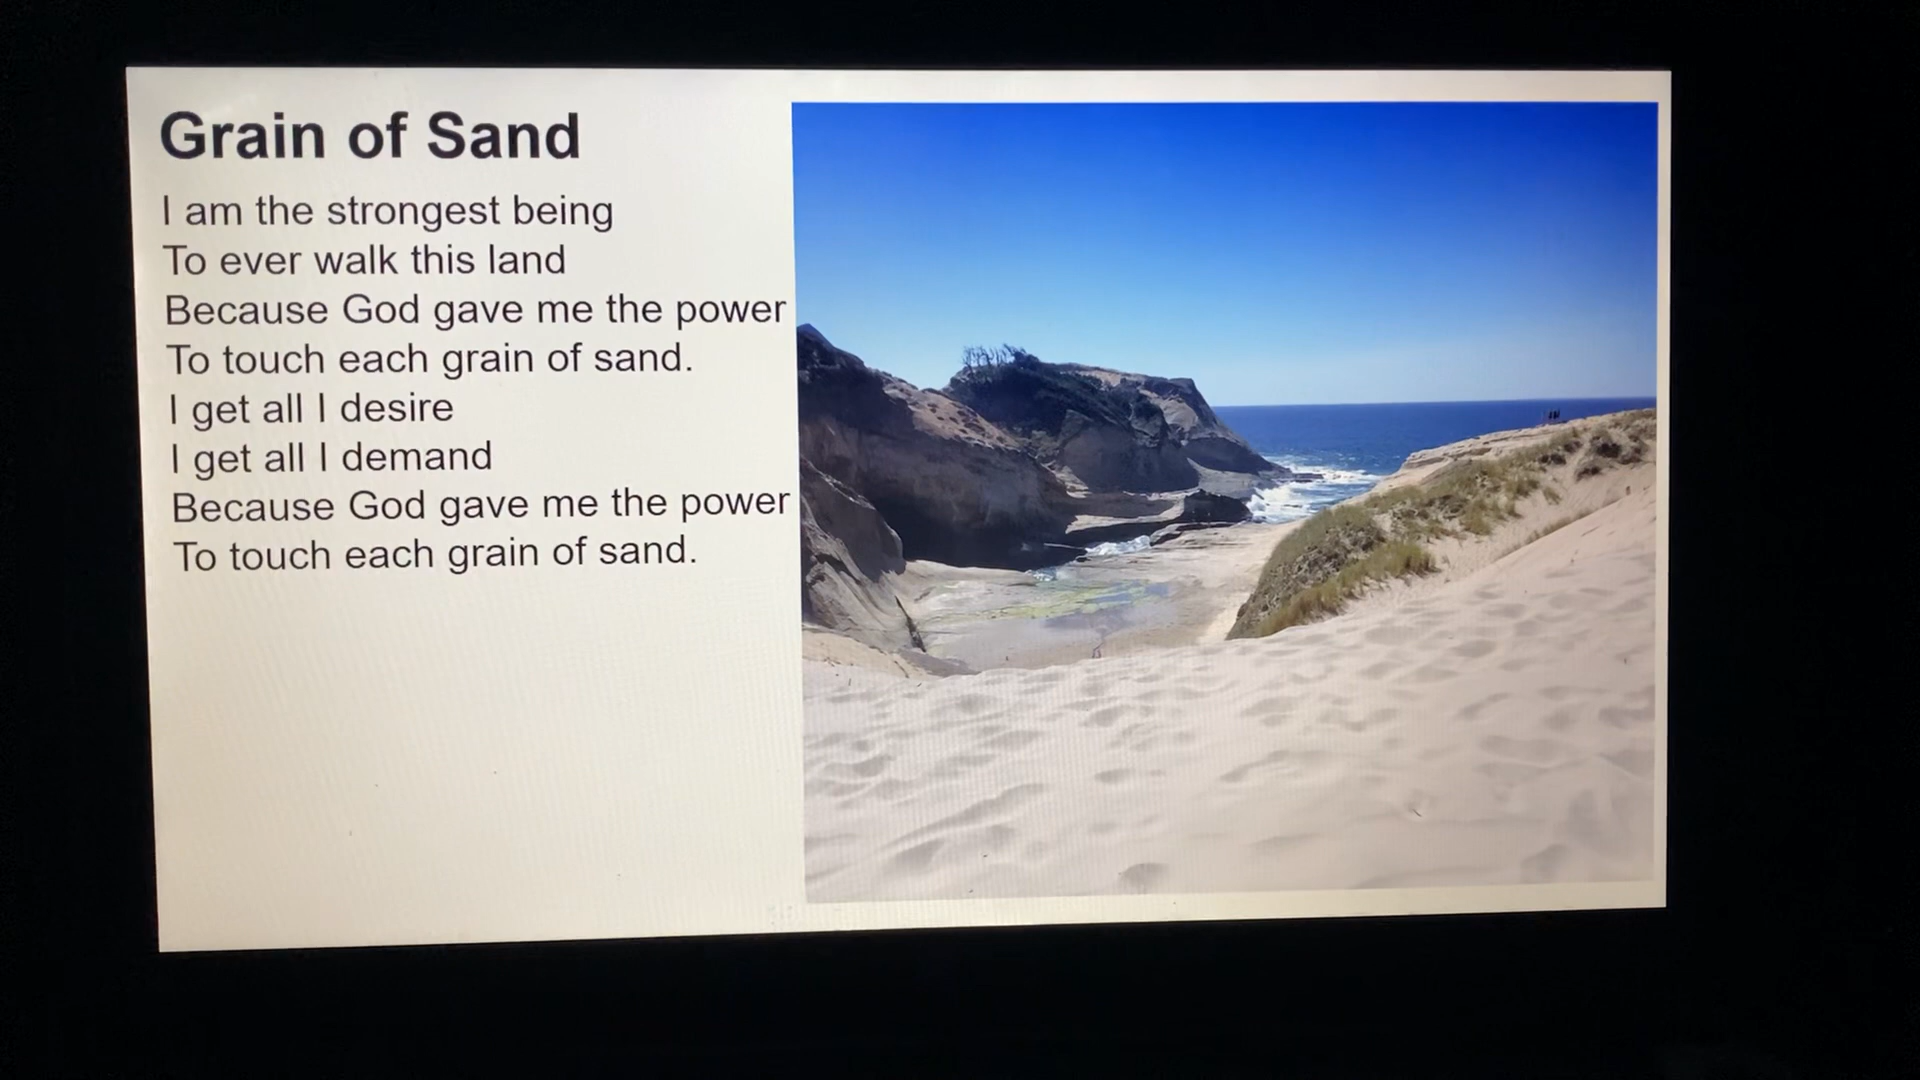 Grain of Sand
I am the strongest being
To ever walk this land
Because God gave me the power
To touch each grain of sand.
I get all I desire
I get all I demand
Because God gave me the power
To touch each grain of sand.